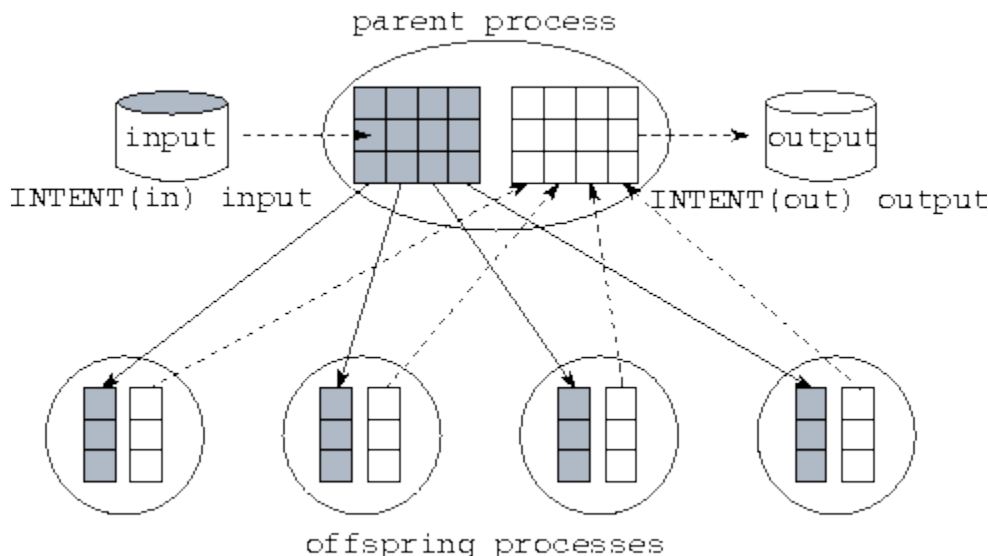 parent process
input
output
INTENT(in) input
INTENT(out) output
offspring processes